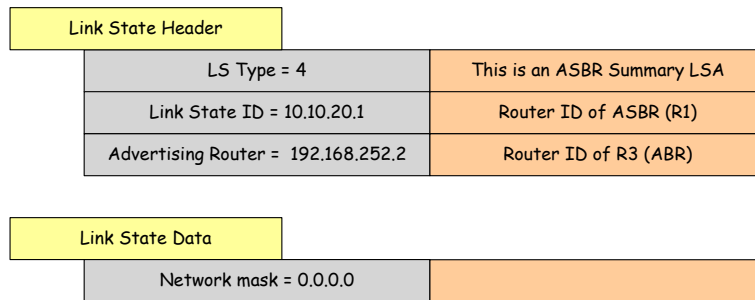 Link State Header
LS Type = 4 This is an ASBR Summary LSA
Link State ID = 10.10.20.1 Router ID of ASBR (R1)
Advertising Router = 192.168.252.2 Router ID of R3 (ABR)
Link State Data
Network mask = 0.0.0.0